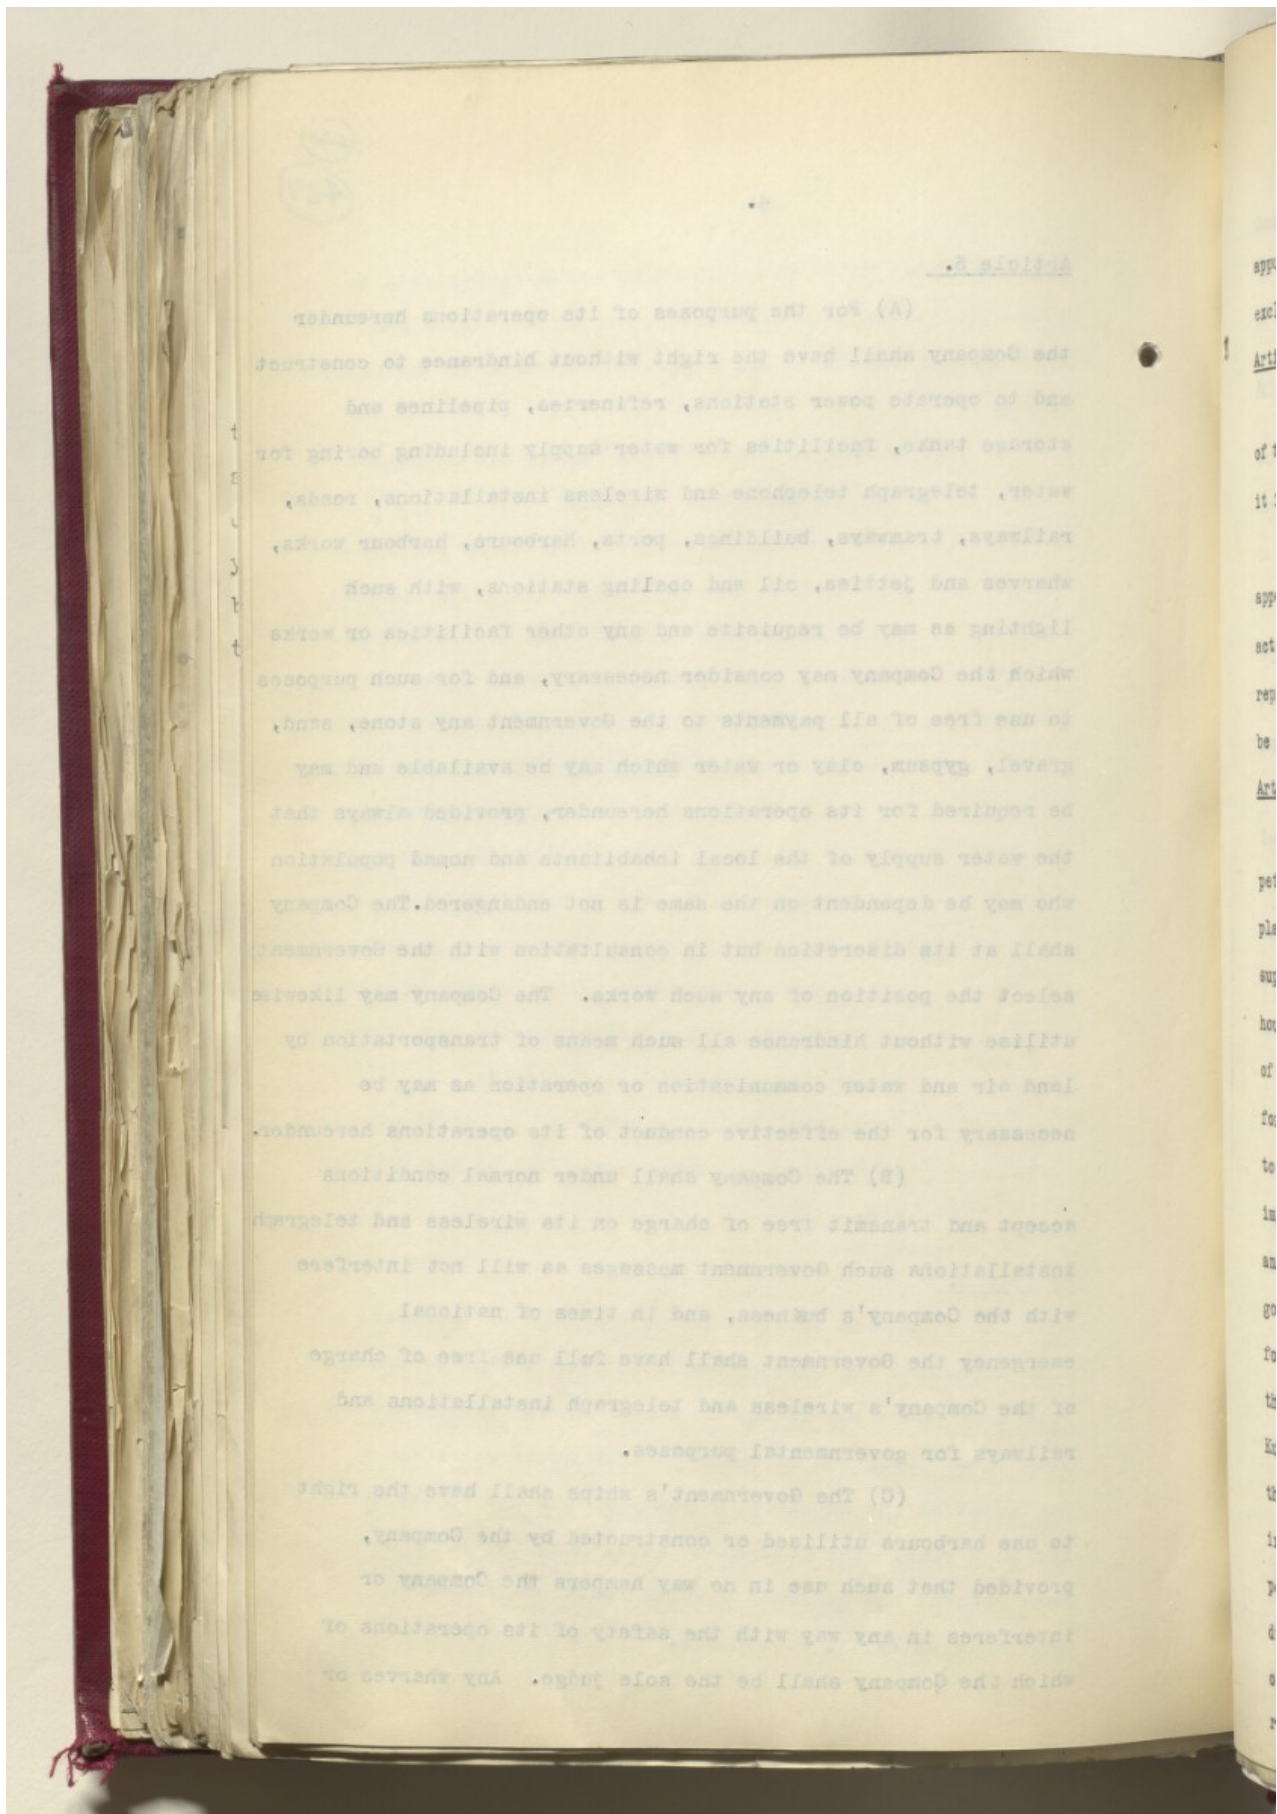 4.
Article 5.
(A) For the purposes of its operations hereunder
the Company shall have the right without hindrance to construct
and to operate power stations, refineries, pipelines and
storage tanks, facilities for water supply including boring for
water, telegraph telephone and wireless installations, roads,
railways, tramways, buildings, ports, harbours, harbour works,
wharves and jetties, oil and coaling stations, with such
lighting as may be requisite and any other facilities or works
which the Company may consider necessary, and for such purposes
to use free of all payments to the Government any stone, sand,
gravel, gypsum, clay or water which may be available and may
be required for its operations hereunder, provided always that
the water supply of the local inhabitants and nomad population
who may be dependent on the same is not endangered.The Company
shall at its discretion but in consultation with the Government
select the position of any such works. The Company may likewise
utilise without hindrance all such means of transportation by
land air and water communication or operation as may be
necessary for the effective conduct of its operations hereunder.
(B) The Company shall under normal conditions
accept and transmit free of charge on its wireless and telegraph
installations such Government messages as will not interfere
with the Company's business, and in times of national
emergency the Government shall have full use free of charge
of the Company's wireless and telegraph installations and
railways for governmental purposes.
(C) The Government's ships shall have the right
to use harbours utilised or constructed by the Company,
provided that such use in no way hampers the Company or
interferes in any way with the safety of its operations of
which the Company shall be the sole judge. Any wharves or